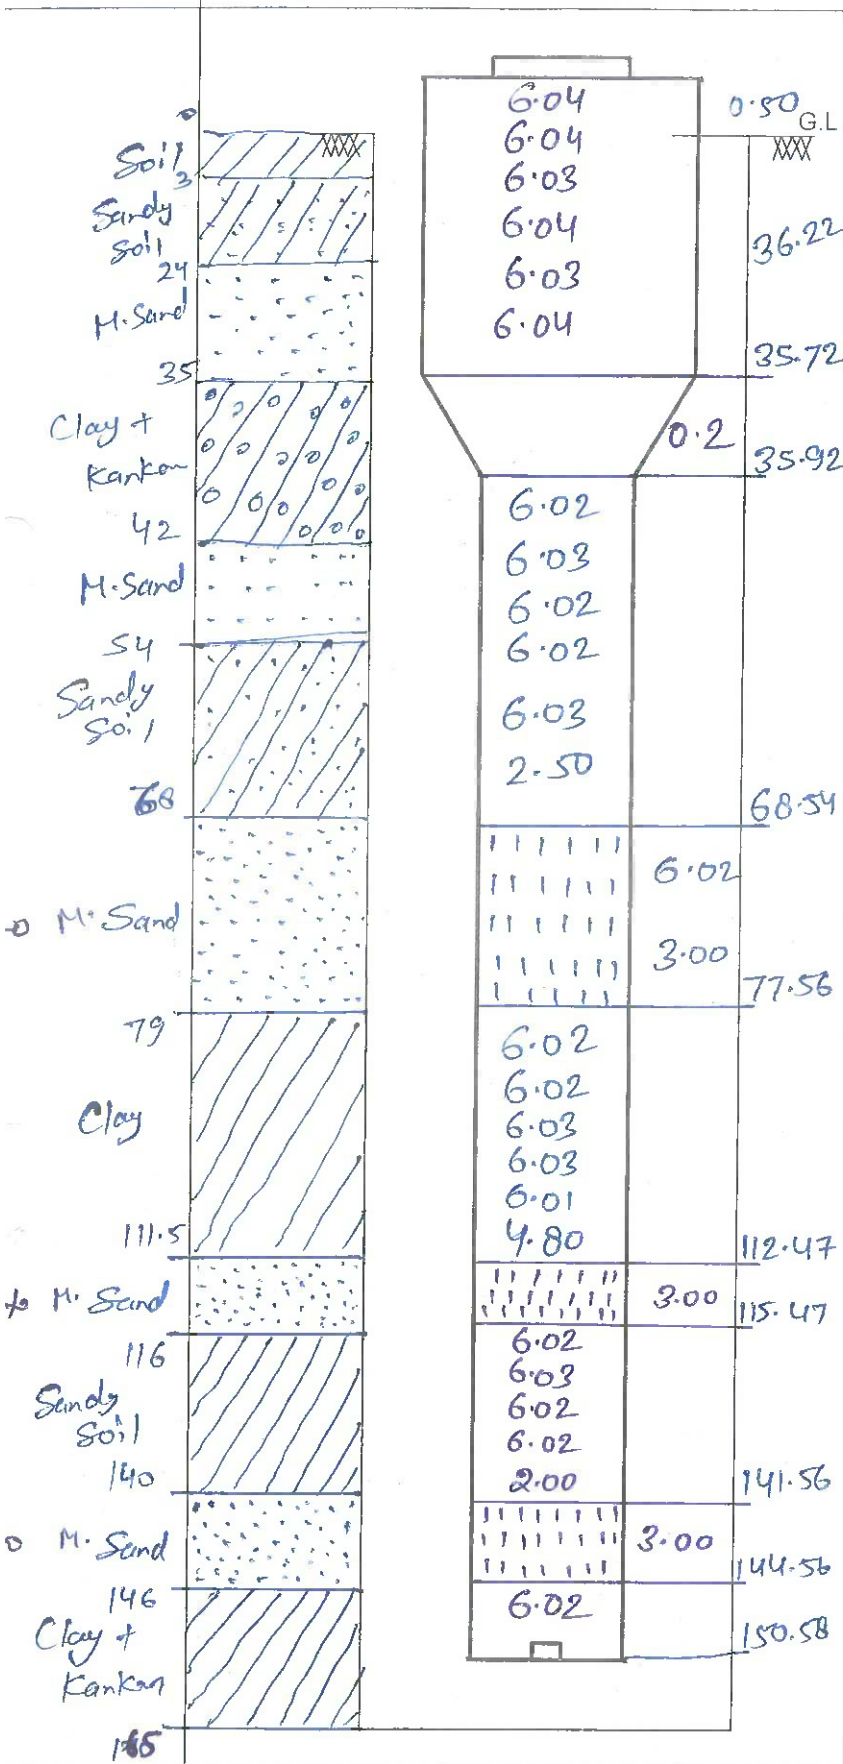 0
Soil
3
Sandy
Soil
24
M. Sand
35
Clay +
Kankar
42
M. Sand
54
Sandy
Soil
68
M. Sand
79
Clay
111.5
M. Sand
116
Sandy
Soil
140
M. Sand
146
Clay +
Kankar
165
6.04
6.04
6.03
6.04
6.03
6.04
0.2
6.02
6.03
6.02
6.02
6.03
2.50
6.02
3.00
6.02
6.02
6.03
6.03
6.01
4.80
3.00
6.02
6.03
6.02
6.02
2.00
3.00
6.02
0.50
G.L
36.22
35.72
35.92
68.54
77.56
112.47
115.47
141.56
144.56
150.58